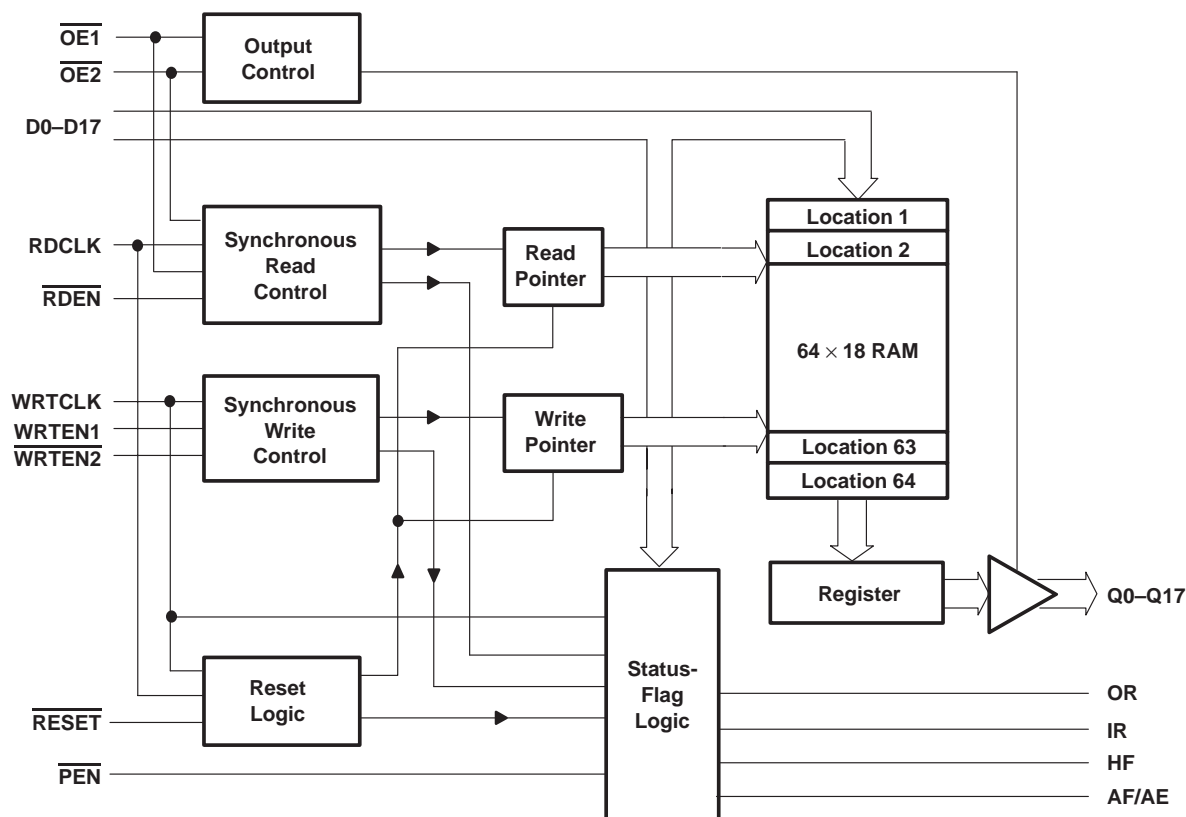 OE1
OE2
Output
Control
D0–D17
RDCLK
RDEN
Synchronous
Read
Control
Read
Pointer
Location 1
Location 2
64 × 18 RAM
Location 63
Location 64
WRTCLK
WRTEN1
WRTEN2
Synchronous
Write
Control
Write
Pointer
Register
Q0–Q17
Reset
Logic
RESET
PEN
Status-
Flag
Logic
OR
IR
HF
AF/AE